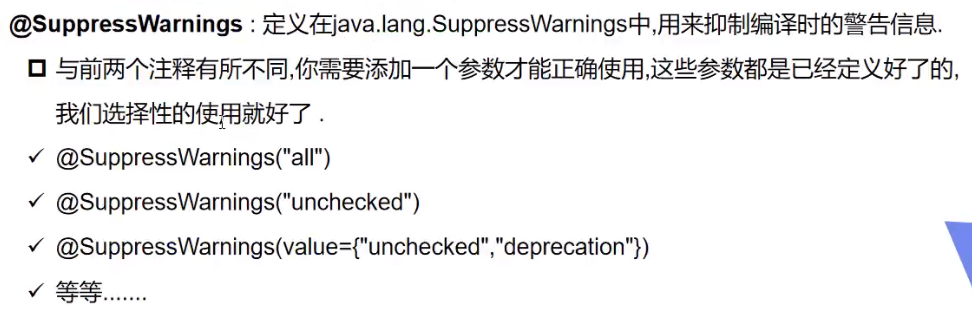 @SuppressWarnings : 定义在java.lang.SuppressWarnings中,用来抑制编译时的警告信息.
与前两个注释有所不同,你需要添加一个参数才能正确使用,这些参数都是已经定义好了的,
我们选择性的使用就好了 .
@SuppressWarnings("all")
@SuppressWarnings("unchecked")
@SuppressWarnings(value={"unchecked","deprecation"})
等等.......